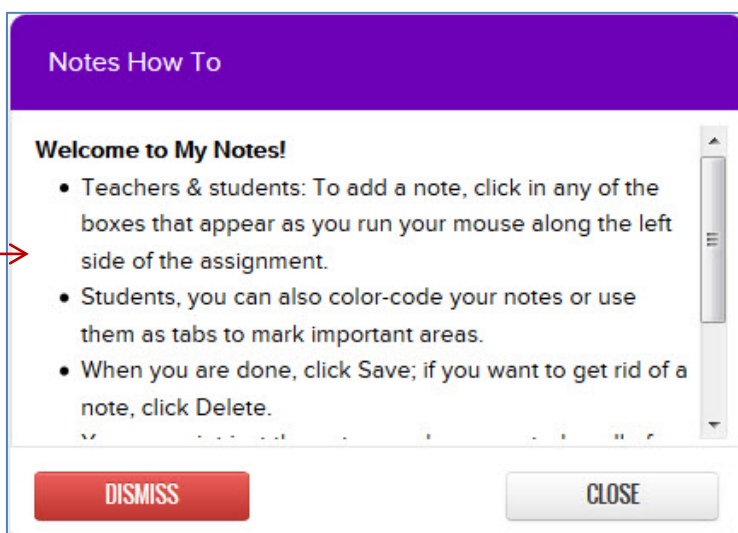 Notes How To
Welcome to My Notes!
• Teachers & students: To add a note, click in any of the
boxes that appear as you run your mouse along the left
side of the assignment.
• Students, you can also color-code your notes or use
them as tabs to mark important areas.
• When you are done, click Save; if you want to get rid of a
note, click Delete.
DISMISS
CLOSE